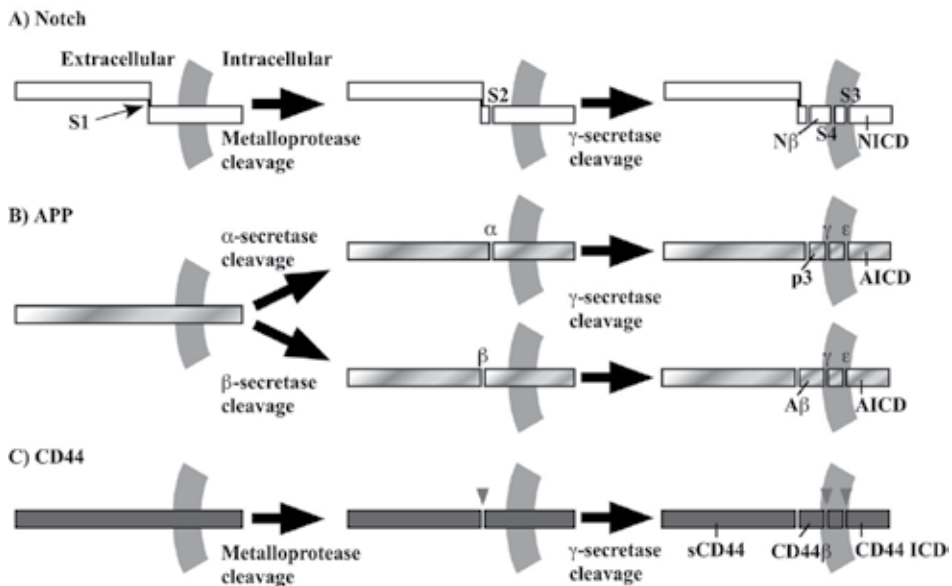 A) Notch
Extracellular Intracellular
S1
Metalloprotease
cleavage
S2
γ-secretase
cleavage
S3
Nβ S4 NICD
B) APP
α-secretase
cleavage
α
γ-secretase
cleavage
γ ε
p3 AICD
β-secretase
cleavage
β
γ ε
Aβ AICD
C) CD44
Metalloprotease
cleavage
γ-secretase
cleavage
sCD44 CD44β CD44 ICDs